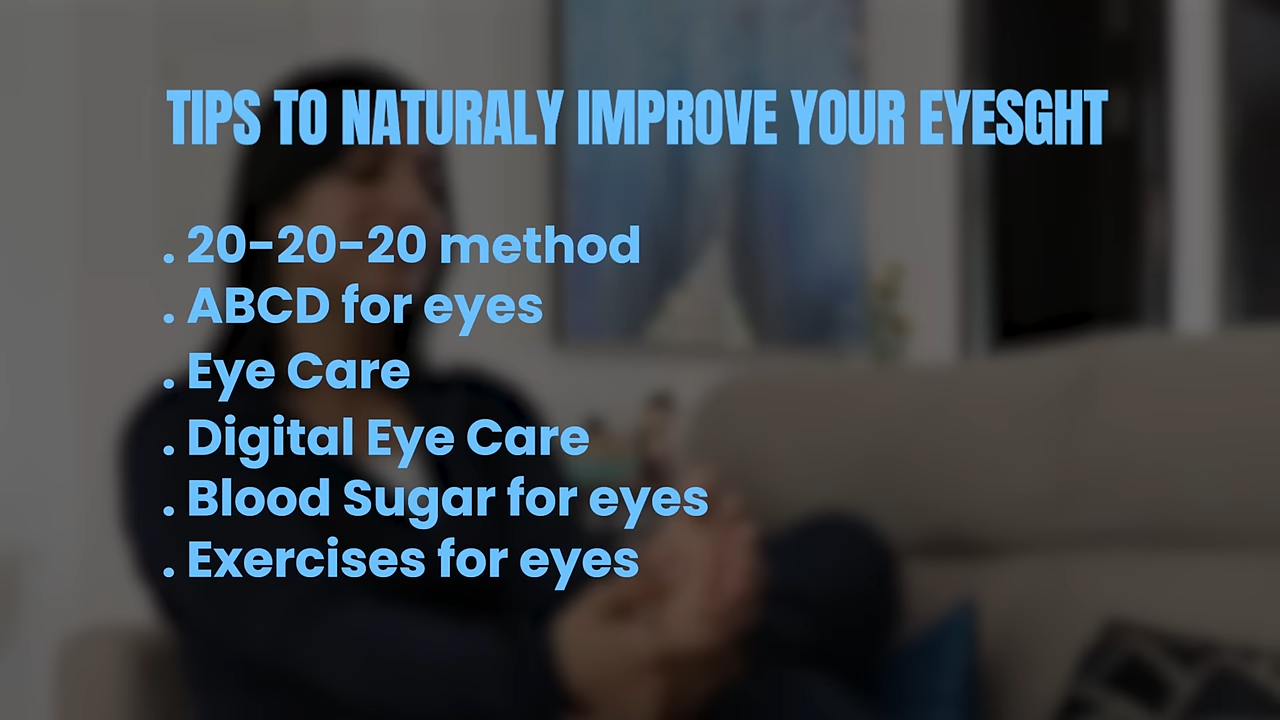 TIPS TO NATURALY IMPROVE YOUR EYESGHT
. 20-20-20 method
. ABCD for eyes
. Eye Care
. Digital Eye Care
. Blood Sugar for eyes
. Exercises for eyes